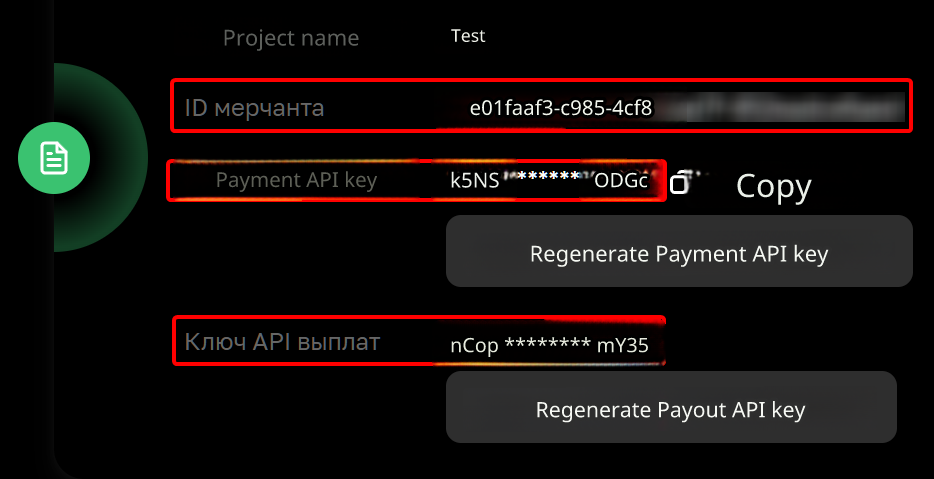 Project name Test
ID мерчанта e01faaf3-c985-4cf8
Payment API key k5NS ******* ODGc Copy
Regenerate Payment API key
Ключ API выплат nCop ******** mY35
Regenerate Payout API key